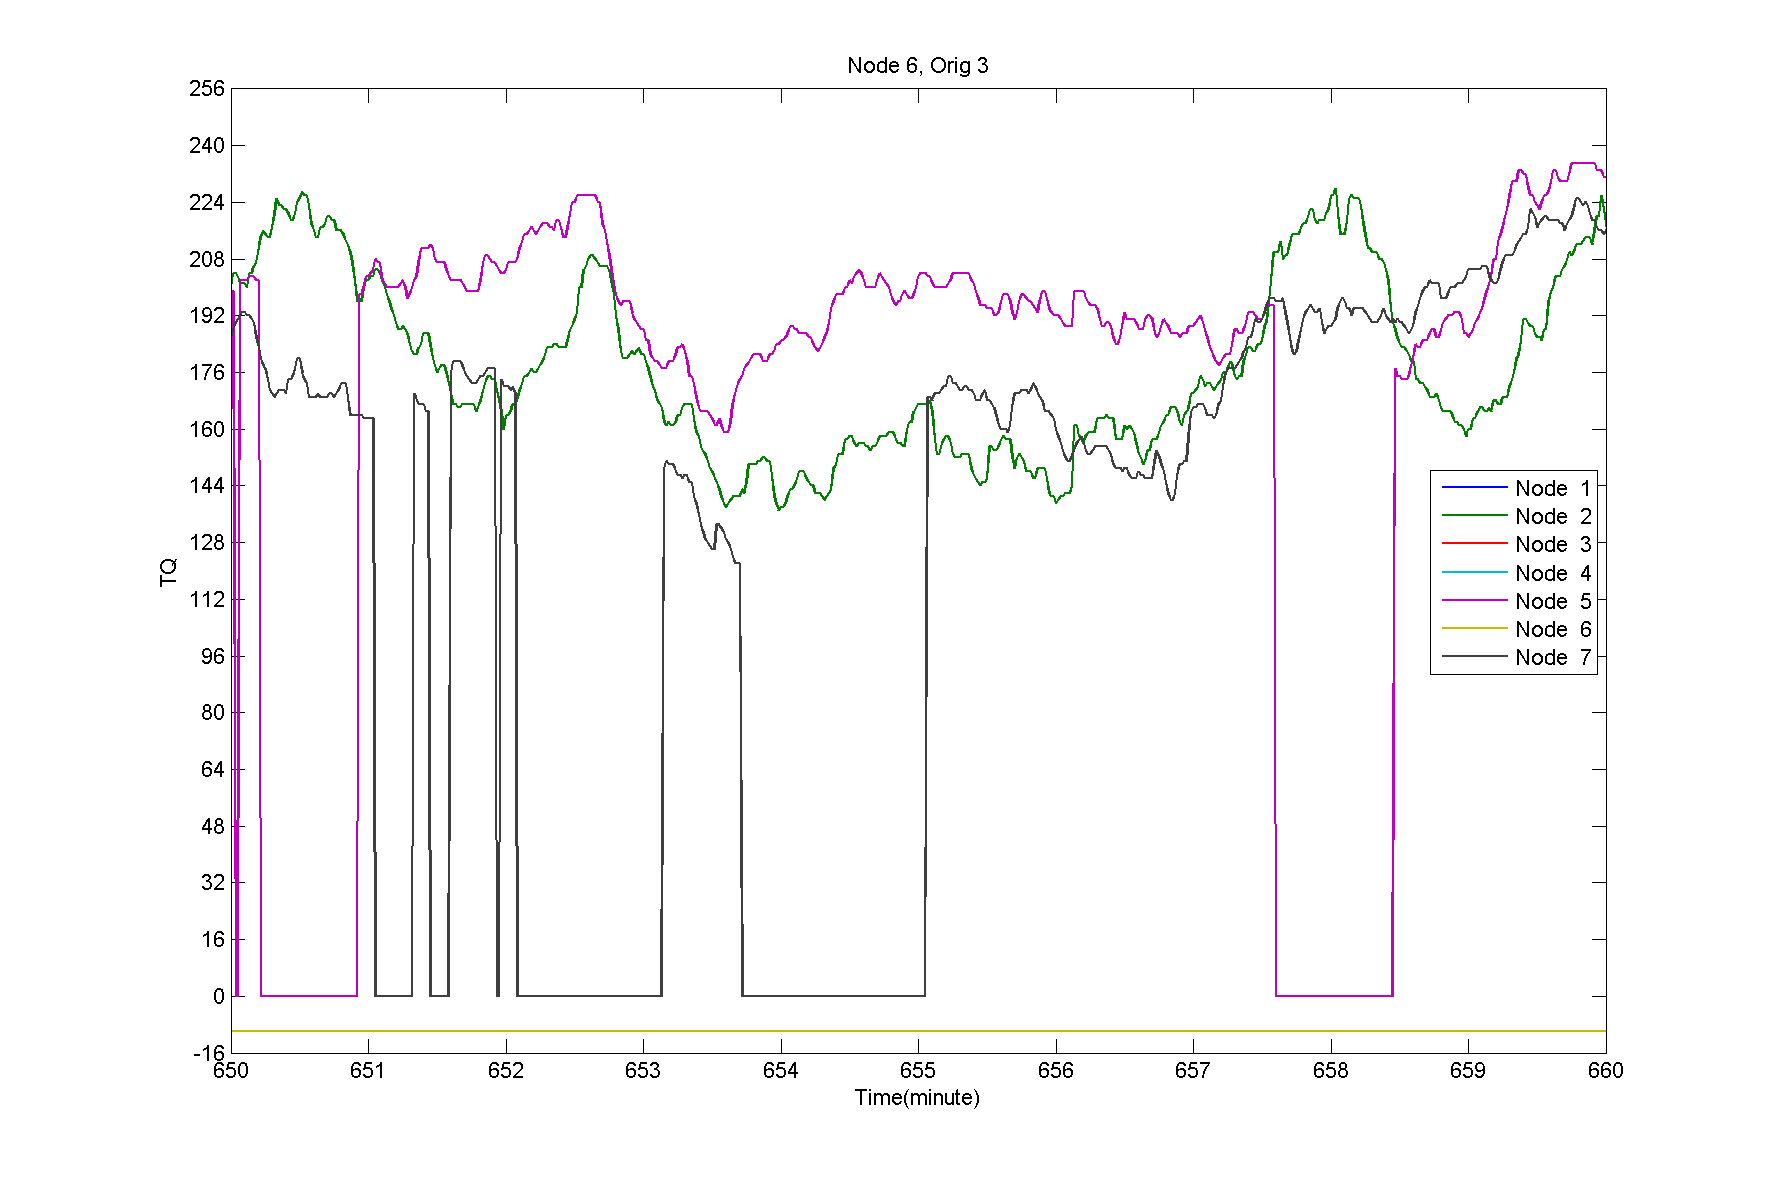 Node 6, Orig 3
256
240
224
208
192
176
160
144
128
112
96
80
64
48
32
16
0
-16
TQ
650 651 652 653 654 655 656 657 658 659 660
Time(minute)
Node 1
Node 2
Node 3
Node 4
Node 5
Node 6
Node 7